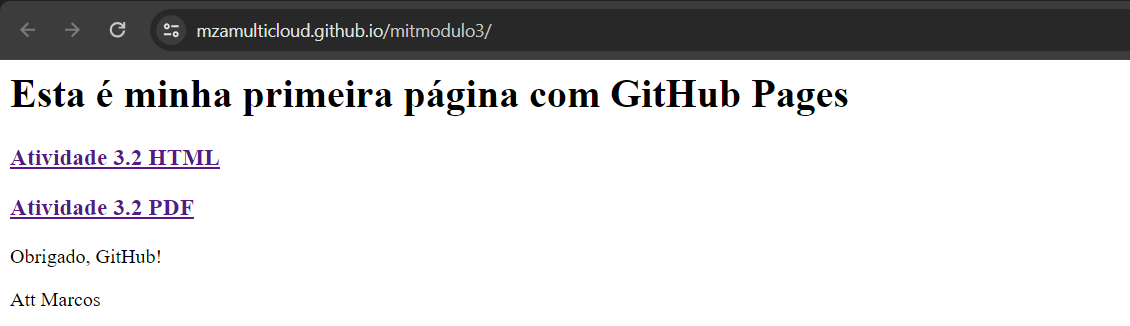 mzamulticloud.github.io/mitmodulo3/
Esta é minha primeira página com GitHub Pages
Atividade 3.2 HTML
Atividade 3.2 PDF
Obrigado, GitHub!
Att Marcos